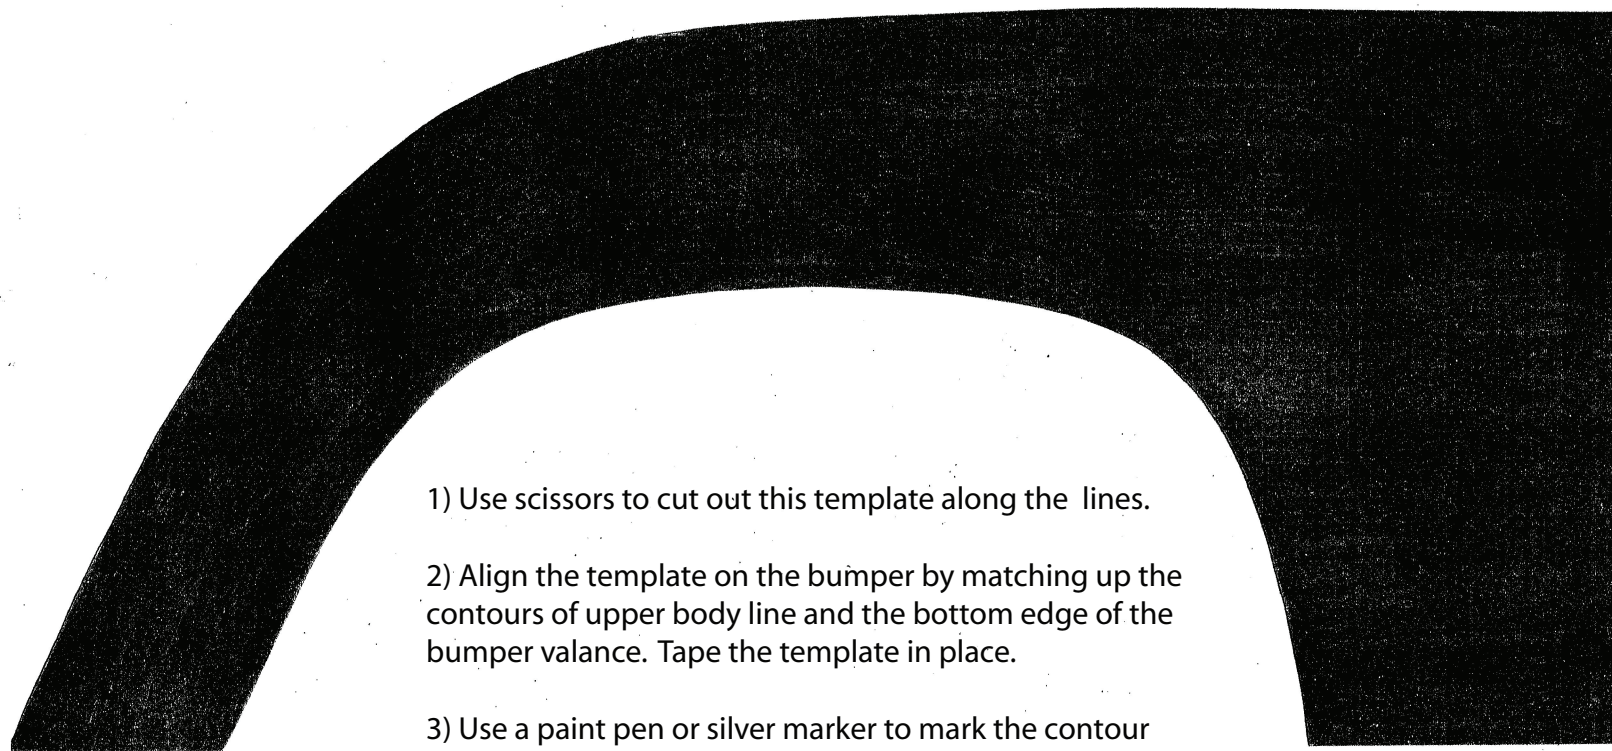 1) Use scissors to cut out this template along the  lines.
2) Align the template on the bumper by matching up the
contours of upper body line and the bottom edge of the
bumper valance.  Tape the template in place.
3) Use a paint pen or silver marker to mark the contour